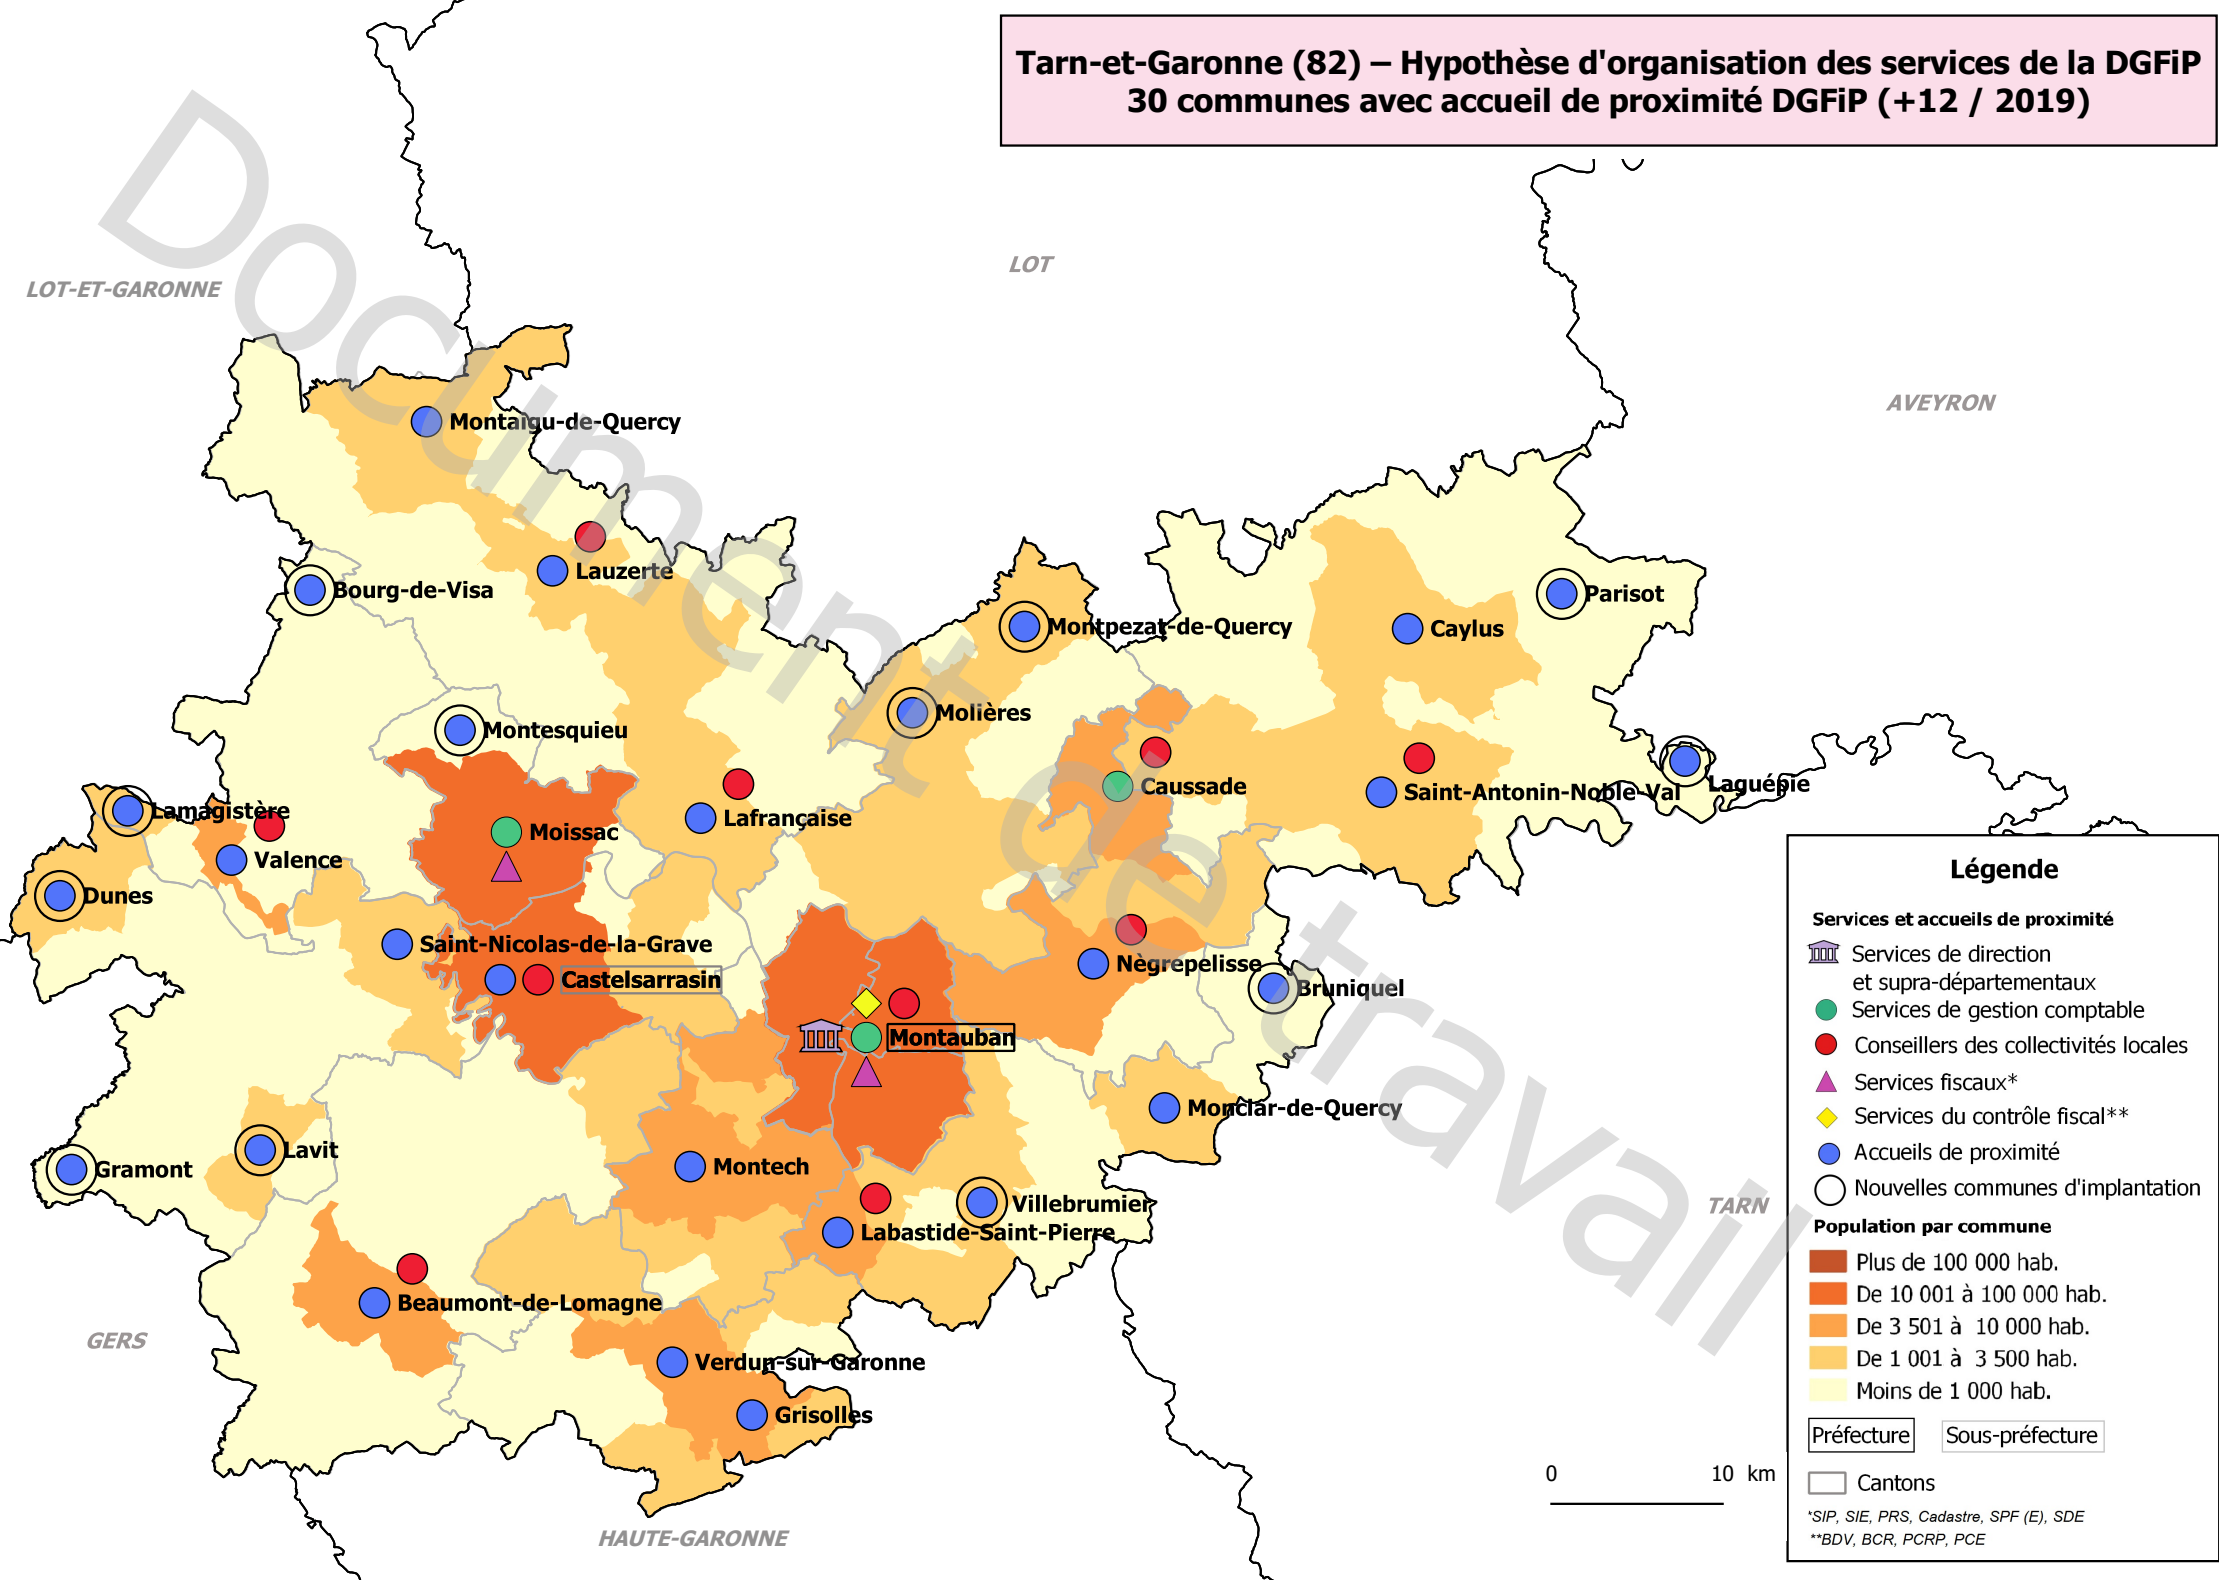 Tarn-et-Garonne (82) – Hypothèse d'organisation des services de la DGFiP
30 communes avec accueil de proximité DGFiP (+12 / 2019)
Document de travail
LOT
LOT-ET-GARONNE
AVEYRON
Montaigu-de-Quercy
Lauzerte
Bourg-de-Visa
Parisot
Montpezat-de-Quercy
Caylus
Molières
Montesquieu
Laguépie
Caussade
Saint-Antonin-Noble-Val
Lamagistère
Lafrançaise
Moissac
Valence
Dunes
Saint-Nicolas-de-la-Grave
Nègrepelisse
Castelsarrasin
Bruniquel
Montauban
Monclar-de-Quercy
Lavit
Montech
Gramont
Villebrumier
TARN
Labastide-Saint-Pierre
Beaumont-de-Lomagne
GERS
Verdun-sur-Garonne
Grisolles
HAUTE-GARONNE
0 10 km
Légende
Services et accueils de proximité
Services de direction
et supra-départementaux
Services de gestion comptable
Conseillers des collectivités locales
Services fiscaux*
Services du contrôle fiscal**
Accueils de proximité
Nouvelles communes d'implantation
Population par commune
Plus de 100 000 hab.
De 10 001 à 100 000 hab.
De 3 501 à 10 000 hab.
De 1 001 à 3 500 hab.
Moins de 1 000 hab.
Préfecture Sous-préfecture
Cantons
*SIP, SIE, PRS, Cadastre, SPF (E), SDE
**BDV, BCR, PCRP, PCE